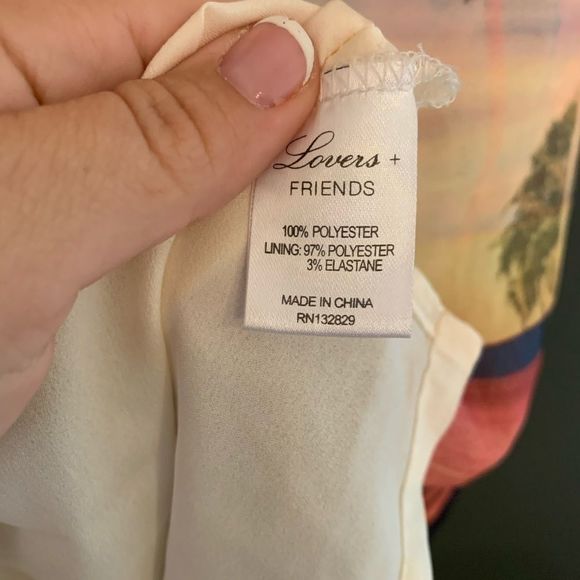 Lovers +
FRIENDS
100% POLYESTER
LINING: 97% POLYESTER
3% ELASTANE
MADE IN CHINA
RN132829